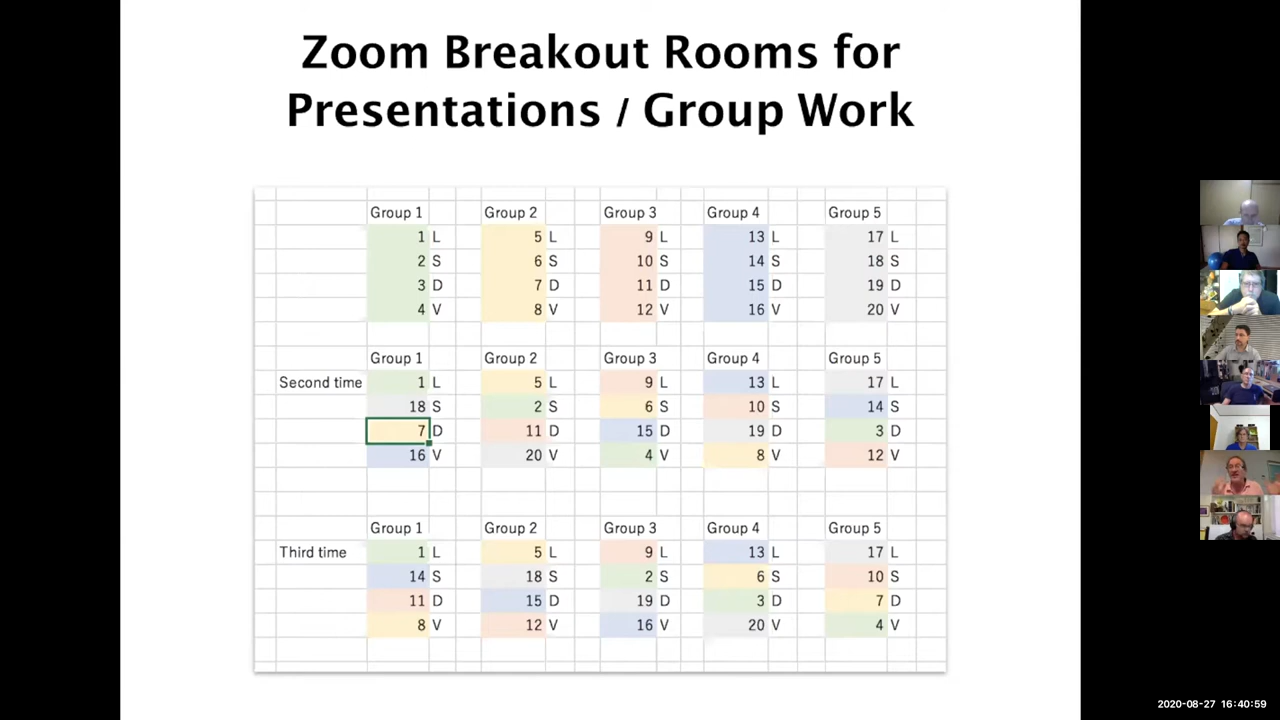 Zoom Breakout Rooms for
Presentations / Group Work
Group 1 Group 2 Group 3 Group 4 Group 5
1 L 5 L 9 L 13 L 17 L
2 S 6 S 10 S 14 S 18 S
3 D 7 D 11 D 15 D 19 D
4 V 8 V 12 V 16 V 20 V
Group 1 Group 2 Group 3 Group 4 Group 5
Second time 1 L 5 L 9 L 13 L 17 L
18 S 2 S 6 S 10 S 14 S
7 D 11 D 15 D 19 D 3 D
16 V 20 V 4 V 8 V 12 V
Group 1 Group 2 Group 3 Group 4 Group 5
Third time 1 L 5 L 9 L 13 L 17 L
14 S 18 S 2 S 6 S 10 S
11 D 15 D 19 D 3 D 7 D
8 V 12 V 16 V 20 V 4 V
2020-08-27 16:40:59